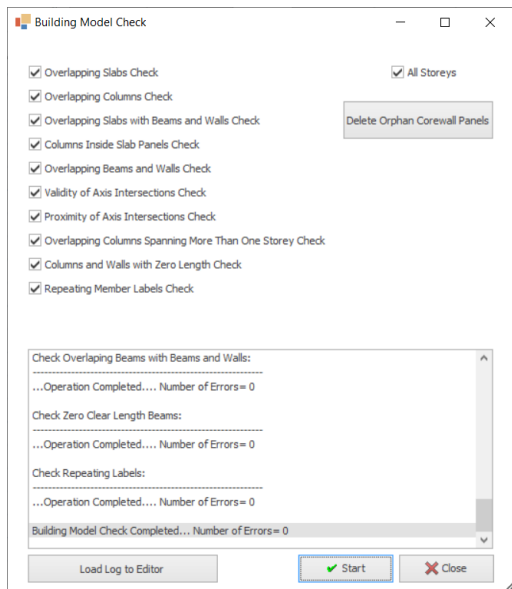 Building Model Check
Overlapping Slabs Check
All Storeys
Overlapping Columns Check
Overlapping Slabs with Beams and Walls Check
Delete Orphan Corewall Panels
Columns Inside Slab Panels Check
Overlapping Beams and Walls Check
Validity of Axis Intersections Check
Proximity of Axis Intersections Check
Overlapping Columns Spanning More Than One Storey Check
Columns and Walls with Zero Length Check
Repeating Member Labels Check
Check Overlaping Beams with Beams and Walls:
------------------------------------------------------------
...Operation Completed.... Number of Errors= 0
Check Zero Clear Length Beams:
------------------------------------------------------------
...Operation Completed.... Number of Errors= 0
Check Repeating Labels:
------------------------------------------------------------
...Operation Completed.... Number of Errors= 0
Building Model Check Completed... Number of Errors= 0
Load Log to Editor
Start
Close